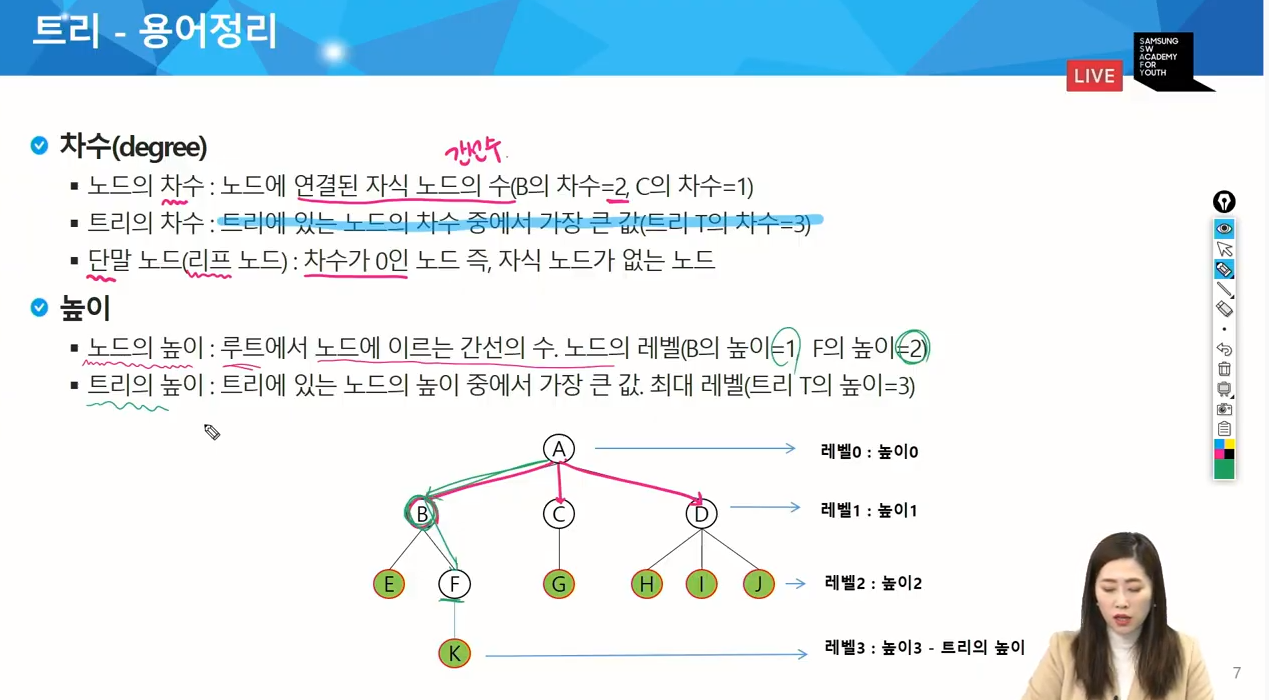 트리 - 용어정리
LIVE
SAMSUNG
SW
ACADEMY
FOR
YOUTH
차수(degree)
간선수.
▪ 노드의 차수 : 노드에 연결된 자식 노드의 수(B의 차수=2, C의 차수=1)
▪ 트리의 차수 : 트리에 있는 노드의 차수 중에서 가장 큰 값(트리 T의 차수=3)
▪ 단말 노드(리프 노드) : 차수가 0인 노드 즉, 자식 노드가 없는 노드
높이
▪ 노드의 높이 : 루트에서 노드에 이르는 간선의 수. 노드의 레벨(B의 높이=1, F의 높이=2)
▪ 트리의 높이 : 트리에 있는 노드의 높이 중에서 가장 큰 값. 최대 레벨(트리 T의 높이=3)
A
레벨0 : 높이0
B C D
레벨1 : 높이1
E F G H I J
레벨2 : 높이2
K
레벨3 : 높이3 - 트리의 높이
7